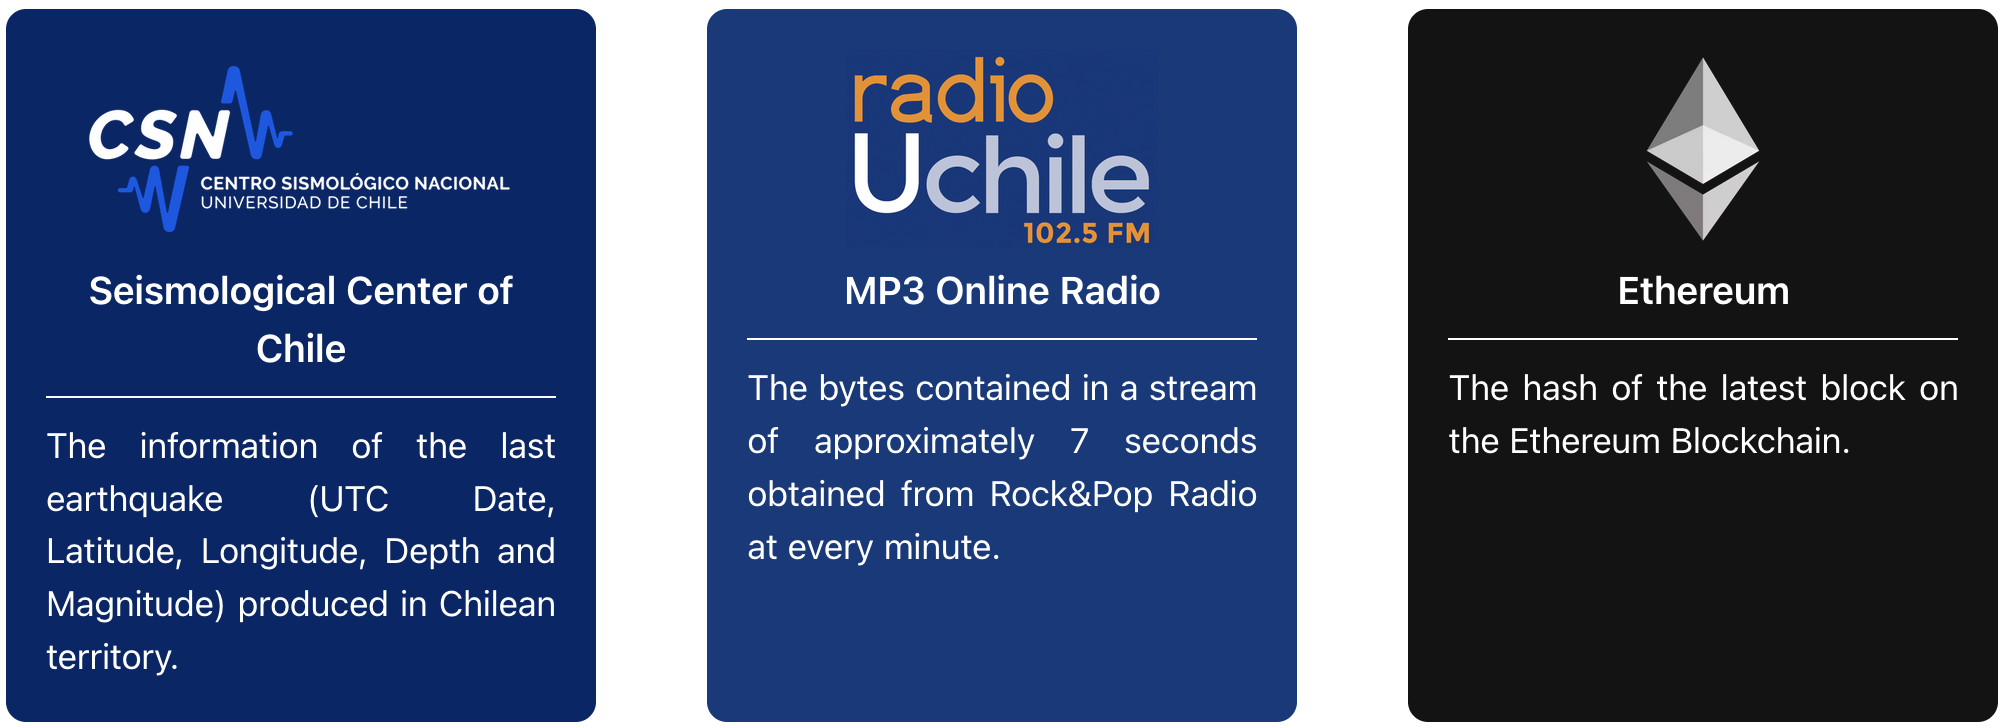 CSN
CENTRO SISMOLÓGICO NACIONAL
UNIVERSIDAD DE CHILE
Seismological Center of
Chile
The information of the last
earthquake (UTC Date,
Latitude, Longitude, Depth and
Magnitude) produced in Chilean
territory.
radio
Uchile
102.5 FM
MP3 Online Radio
The bytes contained in a stream
of approximately 7 seconds
obtained from Rock&Pop Radio
at every minute.
Ethereum
The hash of the latest block on
the Ethereum Blockchain.